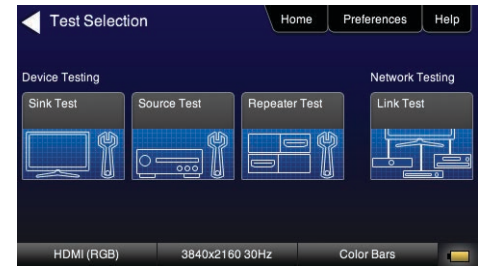 Test Selection
Home
Preferences
Help
Device Testing
Network Testing
Sink Test
Source Test
Repeater Test
Link Test
HDMI (RGB)
3840x2160 30Hz
Color Bars